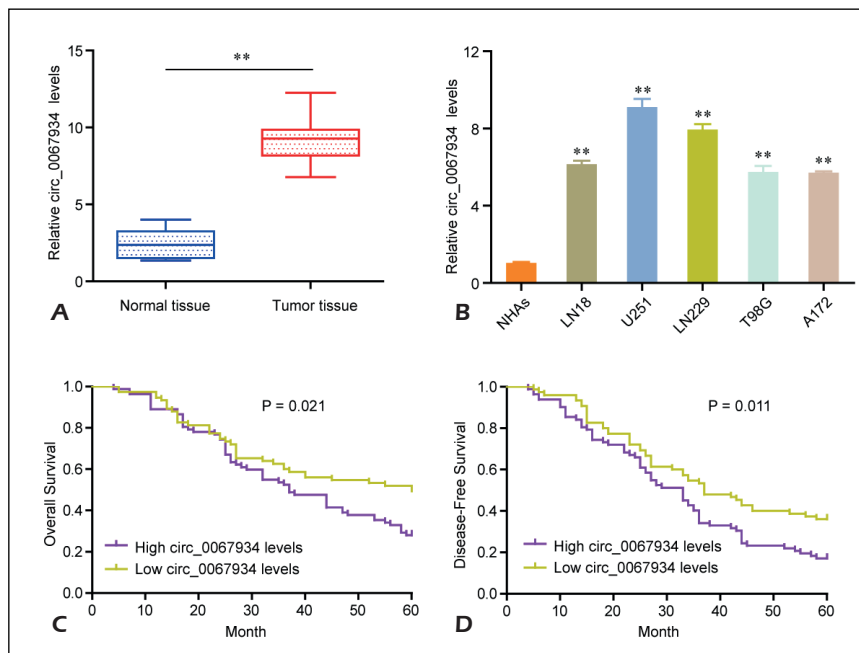 15
10
5
0
Relative circ_0067934 levels
**
Normal tissue
Tumor tissue
A
12
9
6
3
0
Relative circ_0067934 levels
**
**
**
**
**
NHAs
LN18
U251
LN229
T98G
A172
B
1.0
0.8
0.6
0.4
0.2
0.0
Overall Survival
P = 0.021
High circ_0067934 levels
Low circ_0067934 levels
0
10
20
30
40
50
60
Month
C
1.0
0.8
0.6
0.4
0.2
0.0
Disease-Free Survival
P = 0.011
High circ_0067934 levels
Low circ_0067934 levels
0
10
20
30
40
50
60
Month
D